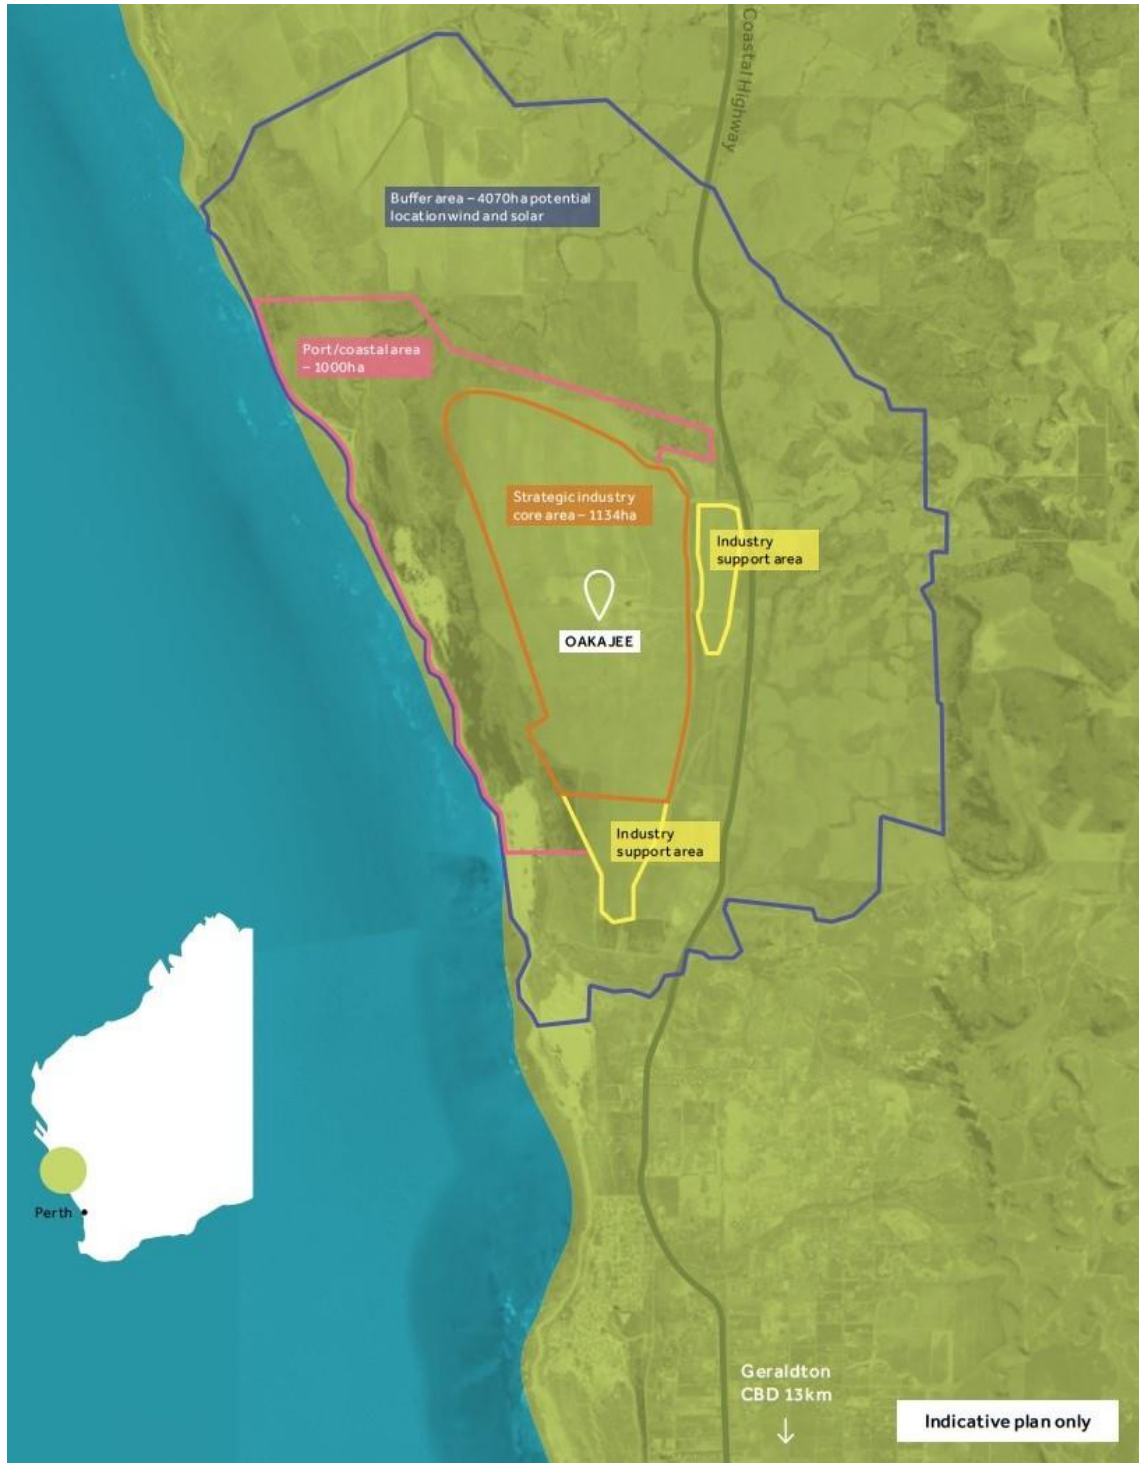 Coastal Highway
Buffer area – 4070ha potential
location wind and solar
Port/coastal area
– 1000ha
Strategic industry
core area – 1134ha
Industry
support area
OAKAJEE
Industry
support area
Perth
Geraldton
CBD 13km
Indicative plan only